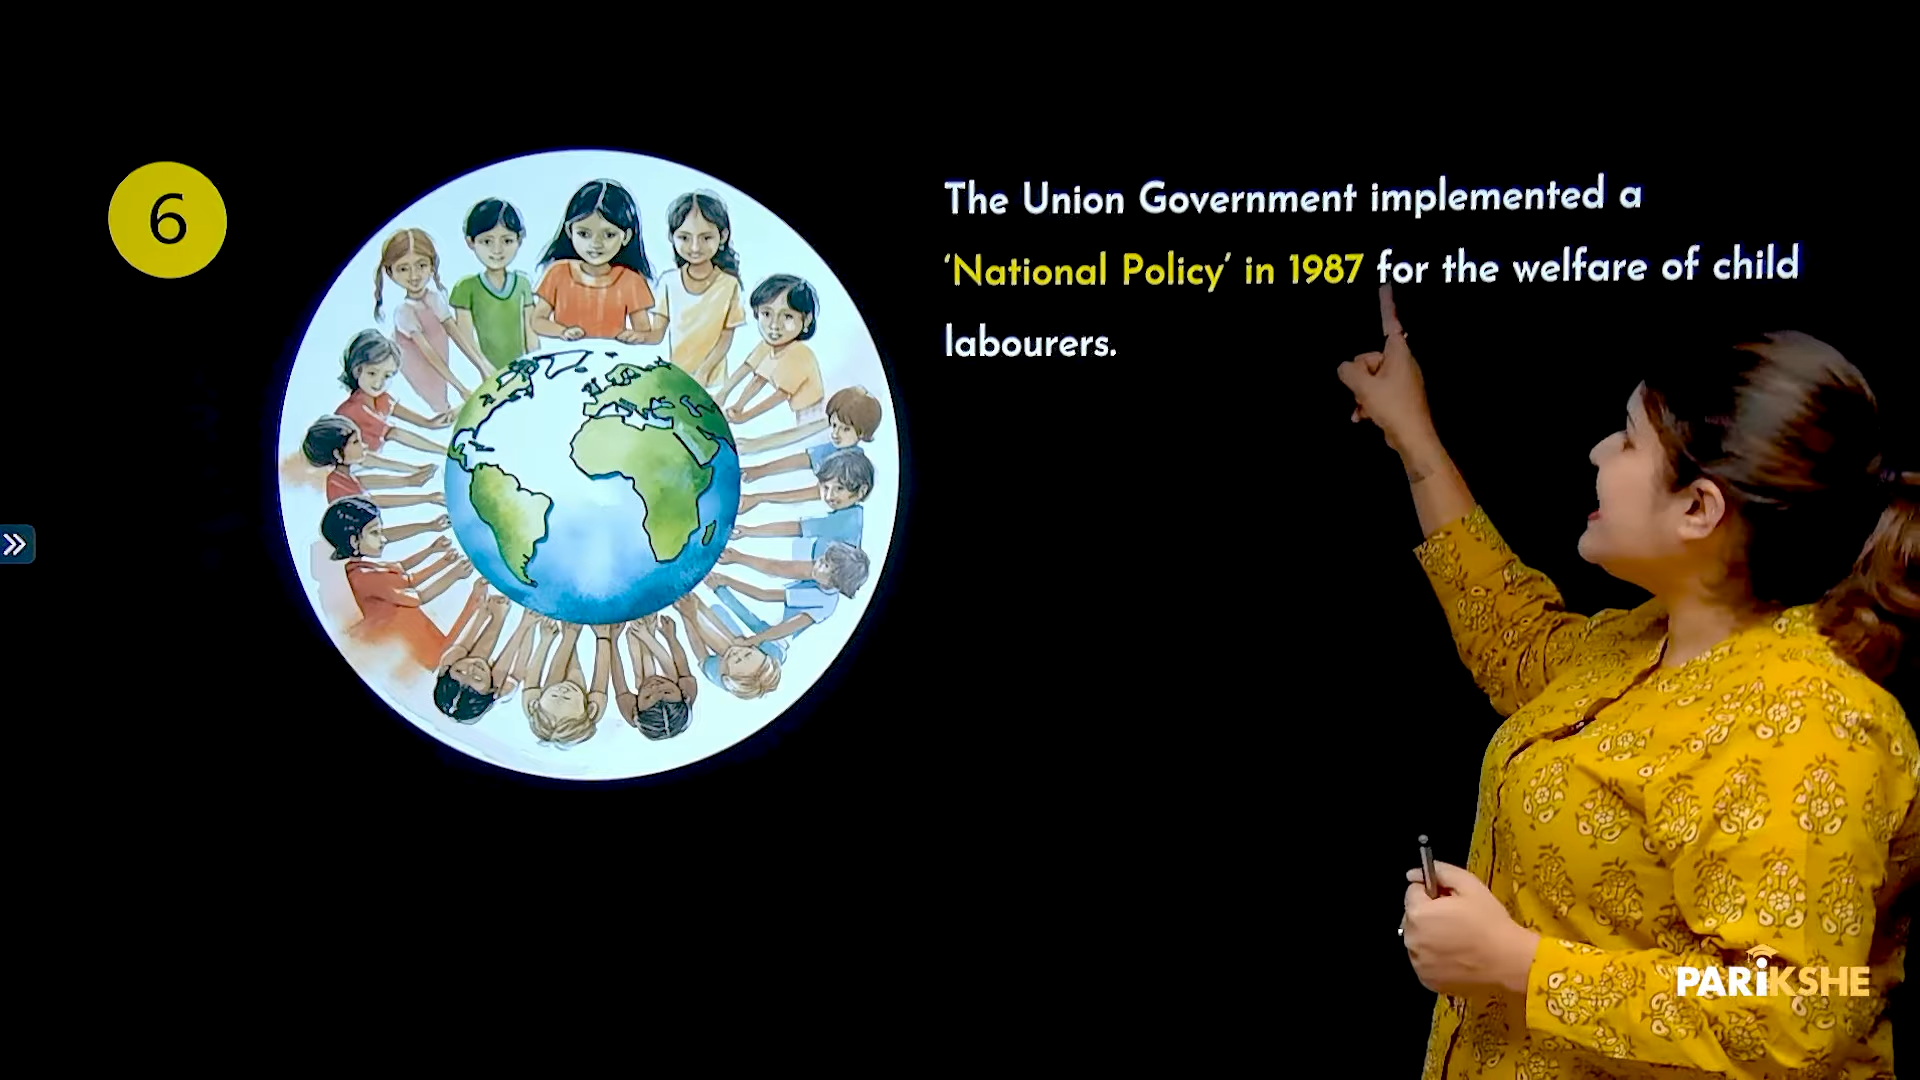 6
The Union Government implemented a
‘National Policy’ in 1987 for the welfare of child
labourers.
PARiKSHE